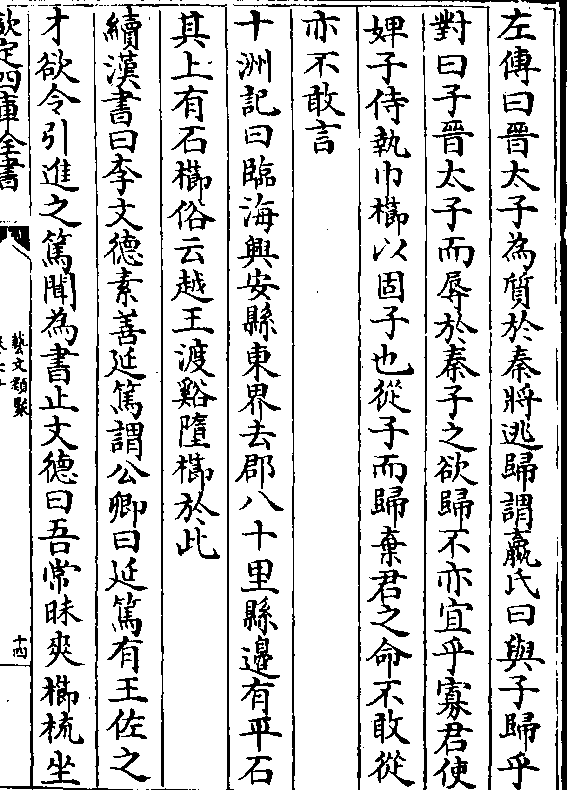 左傳曰晉太子為質於秦將逃歸謂嬴氏曰與子歸乎
對曰子晉太子而辱於秦子之欲歸不亦宜乎寡君使
婢子侍執巾櫛以固子也從子而歸棄君之命不敢從
亦不敢言
十洲記曰臨海興安縣東界去郡八十里縣邊有平石
其上有石櫛俗云越王渡谿墮櫛於此
續漢書曰李文德素善延篤謂公卿曰延篤有王佐之
才欲令引進之篤聞為書止文德曰吾常昧爽櫛梳坐
欽定四庫全書
藝文類聚
十四